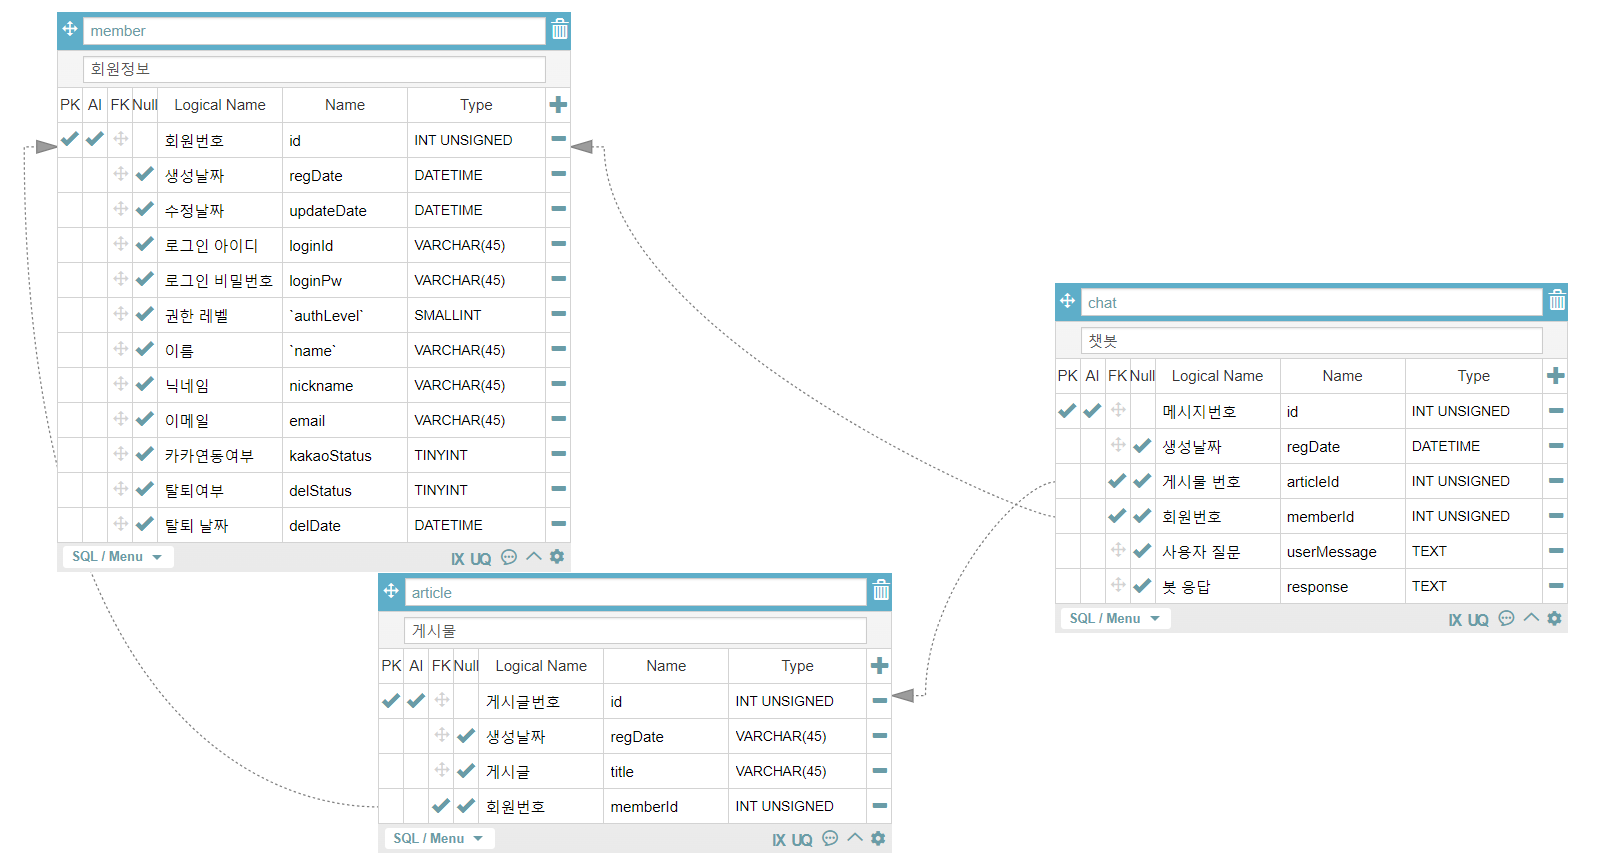 member
회원정보
PK AI FK Null Logical Name Name Type
회원번호 id INT UNSIGNED
생성날짜 regDate DATETIME
수정날짜 updateDate DATETIME
로그인 아이디 loginId VARCHAR(45)
로그인 비밀번호 loginPw VARCHAR(45)
권한 레벨 `authLevel` SMALLINT
이름 `name` VARCHAR(45)
닉네임 nickname VARCHAR(45)
이메일 email VARCHAR(45)
카카연동여부 kakaoStatus TINYINT
탈퇴여부 delStatus TINYINT
탈퇴 날짜 delDate DATETIME
SQL / Menu IX UQ
chat
챗봇
PK AI FK Null Logical Name Name Type
메시지번호 id INT UNSIGNED
생성날짜 regDate DATETIME
게시물 번호 articleId INT UNSIGNED
회원번호 memberId INT UNSIGNED
사용자 질문 userMessage TEXT
봇 응답 response TEXT
SQL / Menu IX UQ
article
게시물
PK AI FK Null Logical Name Name Type
게시글번호 id INT UNSIGNED
생성날짜 regDate VARCHAR(45)
게시글 title VARCHAR(45)
회원번호 memberId INT UNSIGNED
SQL / Menu IX UQ